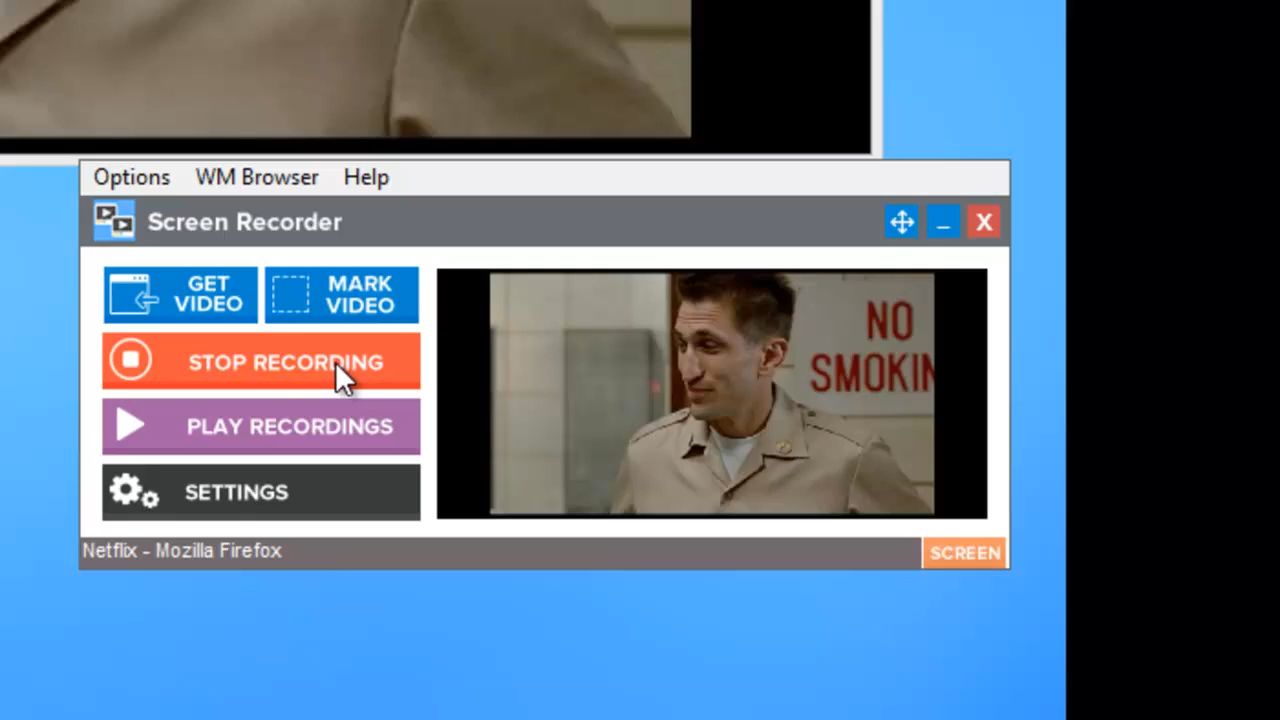 Options WM Browser Help
Screen Recorder
X
GET
VIDEO
MARK
VIDEO
STOP RECORDING
PLAY RECORDINGS
SETTINGS
NO
SMOKIN
Netflix - Mozilla Firefox
SCREEN